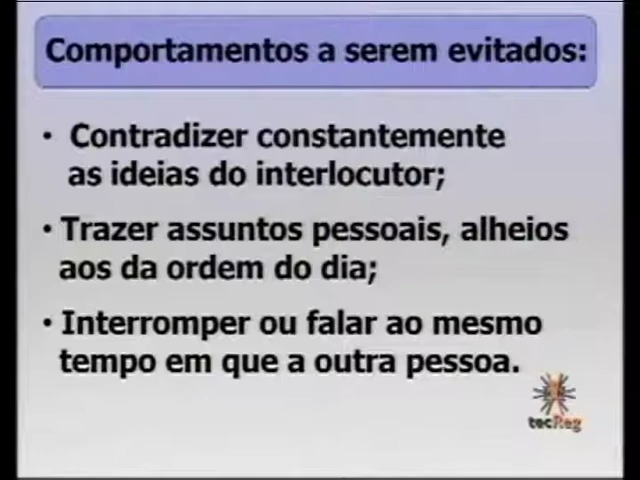 Comportamentos a serem evitados:
• Contradizer constantemente
as ideias do interlocutor;
• Trazer assuntos pessoais, alheios
aos da ordem do dia;
• Interromper ou falar ao mesmo
tempo em que a outra pessoa.
tecReg